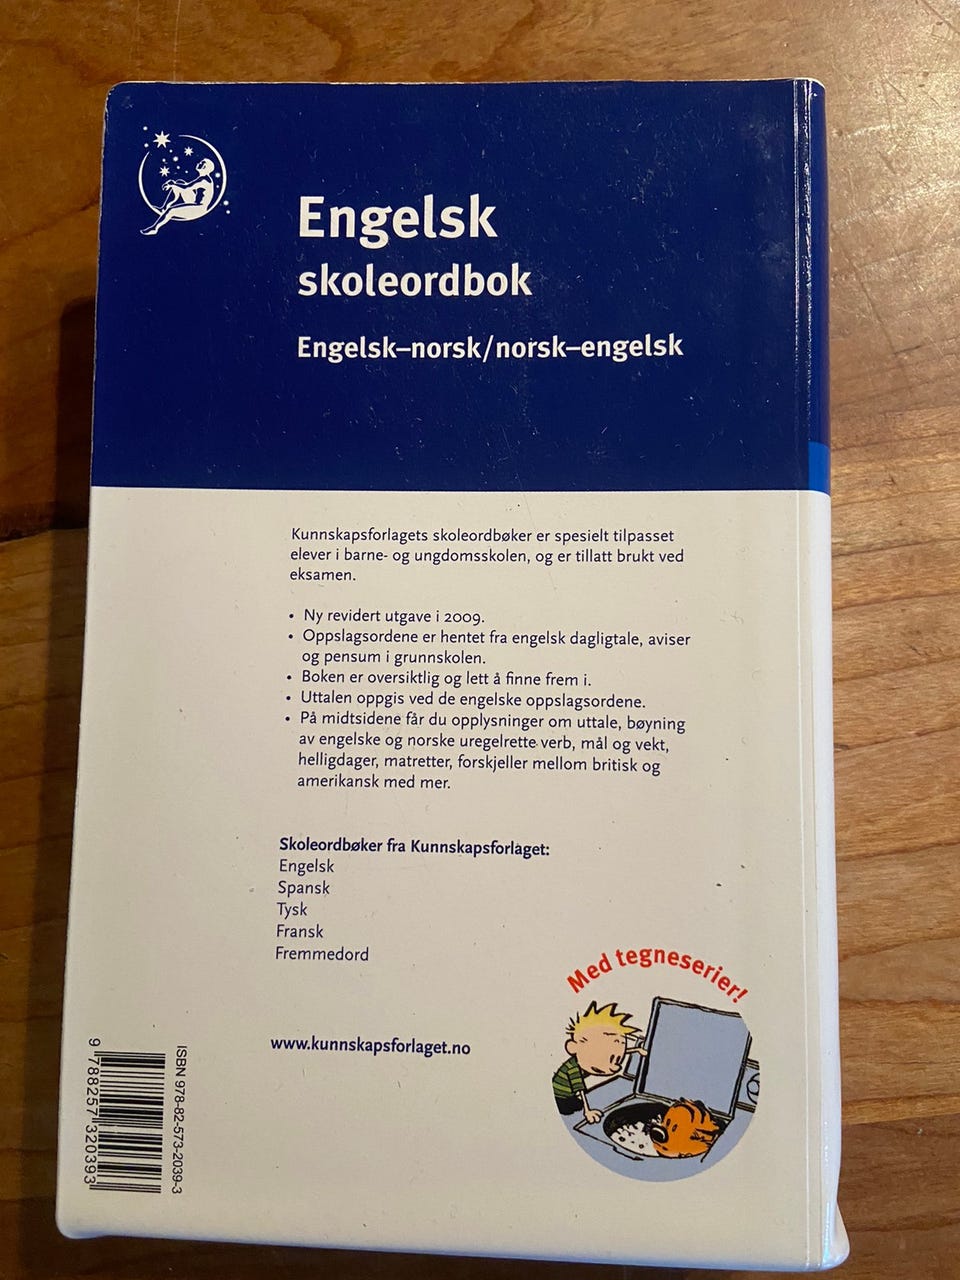 Engelsk
skoleordbok
Engelsk–norsk/norsk–engelsk
Kunnskapsforlagets skoleordbøker er spesielt tilpasset
elever i barne- og ungdomsskolen, og er tillatt brukt ved
eksamen.
• Ny revidert utgave i 2009.
• Oppslagsordene er hentet fra engelsk dagligtale, aviser
og pensum i grunnskolen.
• Boken er oversiktlig og lett å finne frem i.
• Uttalen oppgis ved de engelske oppslagsordene.
• På midtsidene får du opplysninger om uttale, bøyning
av engelske og norske uregelrette verb, mål og vekt,
helligdager, matretter, forskjeller mellom britisk og
amerikansk med mer.
Skoleordbøker fra Kunnskapsforlaget:
Engelsk
Spansk
Tysk
Fransk
Fremmedord
Med tegneserier!
www.kunnskapsforlaget.no
ISBN 978-82-573-2039-3
9 788257 320393